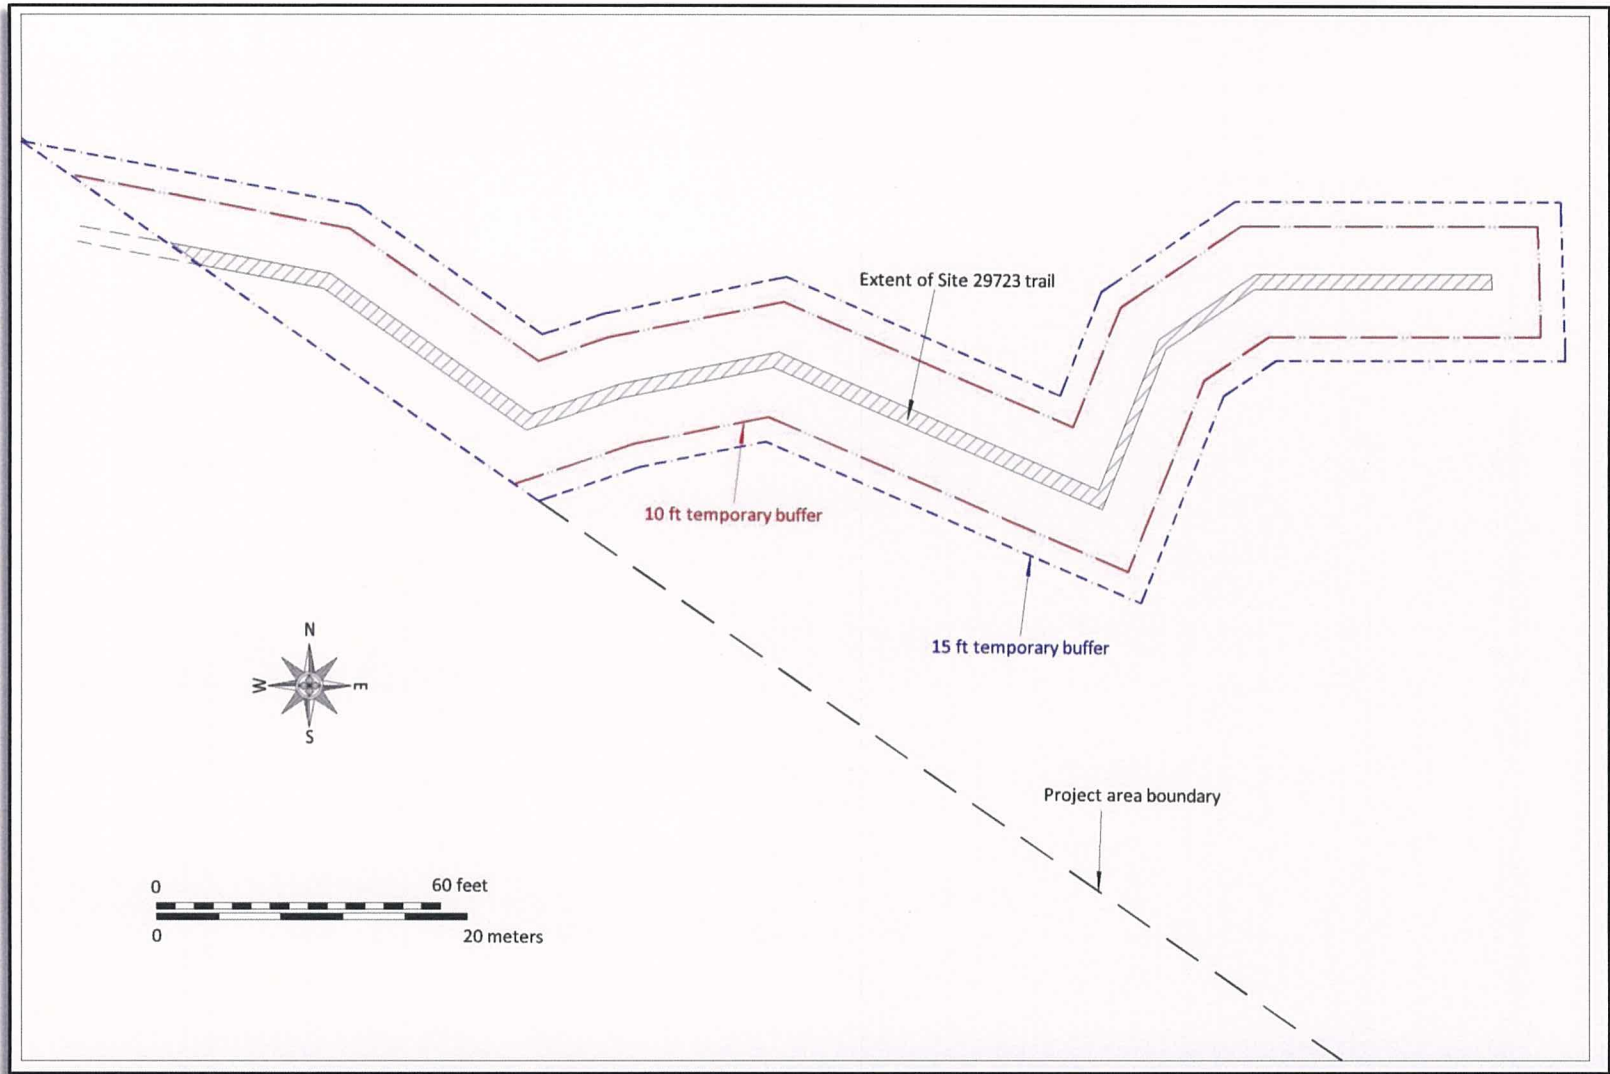 Extent of Site 29723 trail
10 ft temporary buffer
15 ft temporary buffer
N
W
E
S
Project area boundary
0
60 feet
0
20 meters